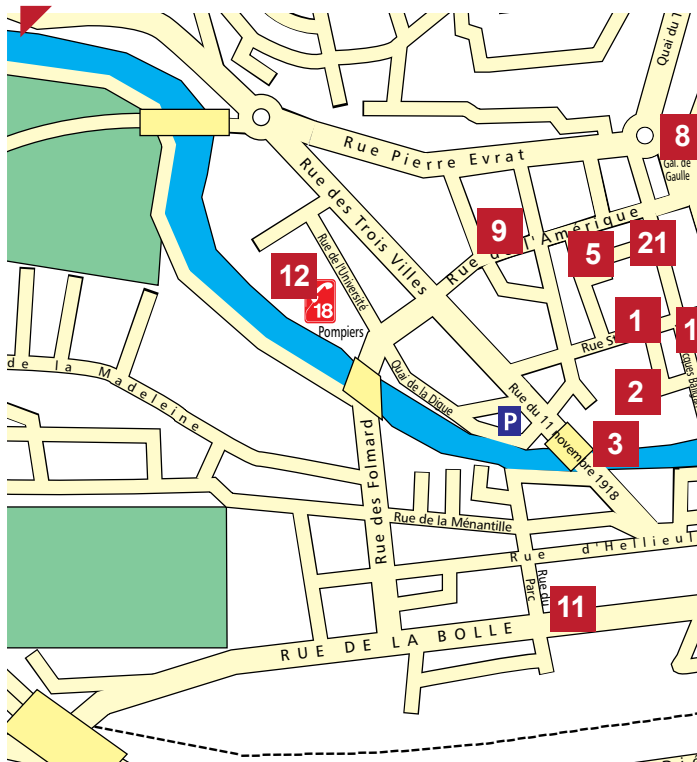 Quai du
8
Gal. de
Gaulle
Rue Pierre Evrat
Rue des Trois Villes
9
Rue de l'Amérique
5
21
12
18
Pompiers
Rue de l'Université
1
1
Rue S
2
Quai de la Digue
P
Rue du 11 novembre 1918
3
de la Madeleine
Rue des Folmard
Rue de la Ménantille
Rue d'Hellieul
Rue du
Parc
11
RUE DE LA BOLLE